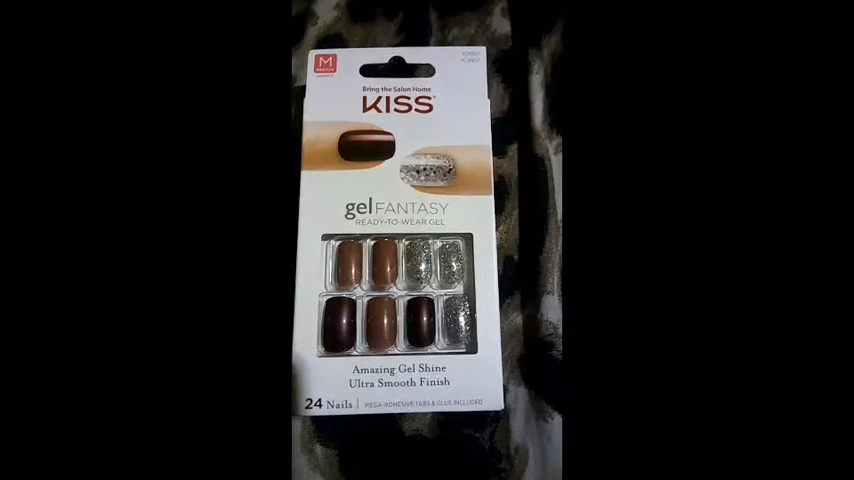 M
MEDIUM
Bring the Salon Home
KISS
gel FANTASY
READY-TO-WEAR GEL
Amazing Gel Shine
Ultra Smooth Finish
24 Nails
MEGA-ADHESIVE TABS & GLUE INCLUDED